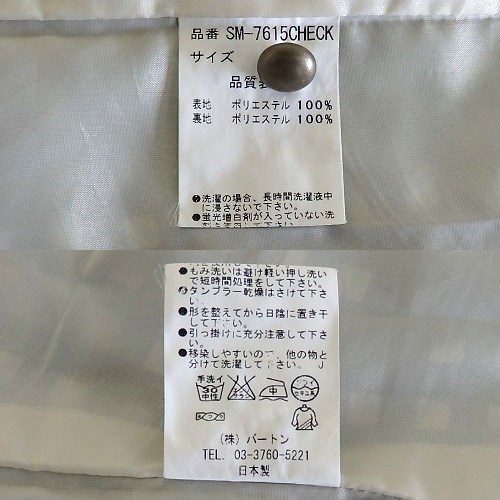 品番 SM-7615CHECK
サイズ
品質
表地 ポリエステル 100%
裏地 ポリエステル 100%
●洗濯の場合、長時間洗濯液中
に浸さないで下さい。
●蛍光増白剤が入っていない洗
●もみ洗いは避け軽い押し洗い
で短時間処理をして下さい。
●タンブラー乾燥はさけて下さ
い。
●形を整えてから日陰に置き干
して下さい。
●引っ掛けに充分注意して下さ
い。
●移染しやすいので、他の物と
分けて洗濯して下さい。
手洗イ
30
中性
中
(株) バートン
TEL. 03-3760-5221
日本製